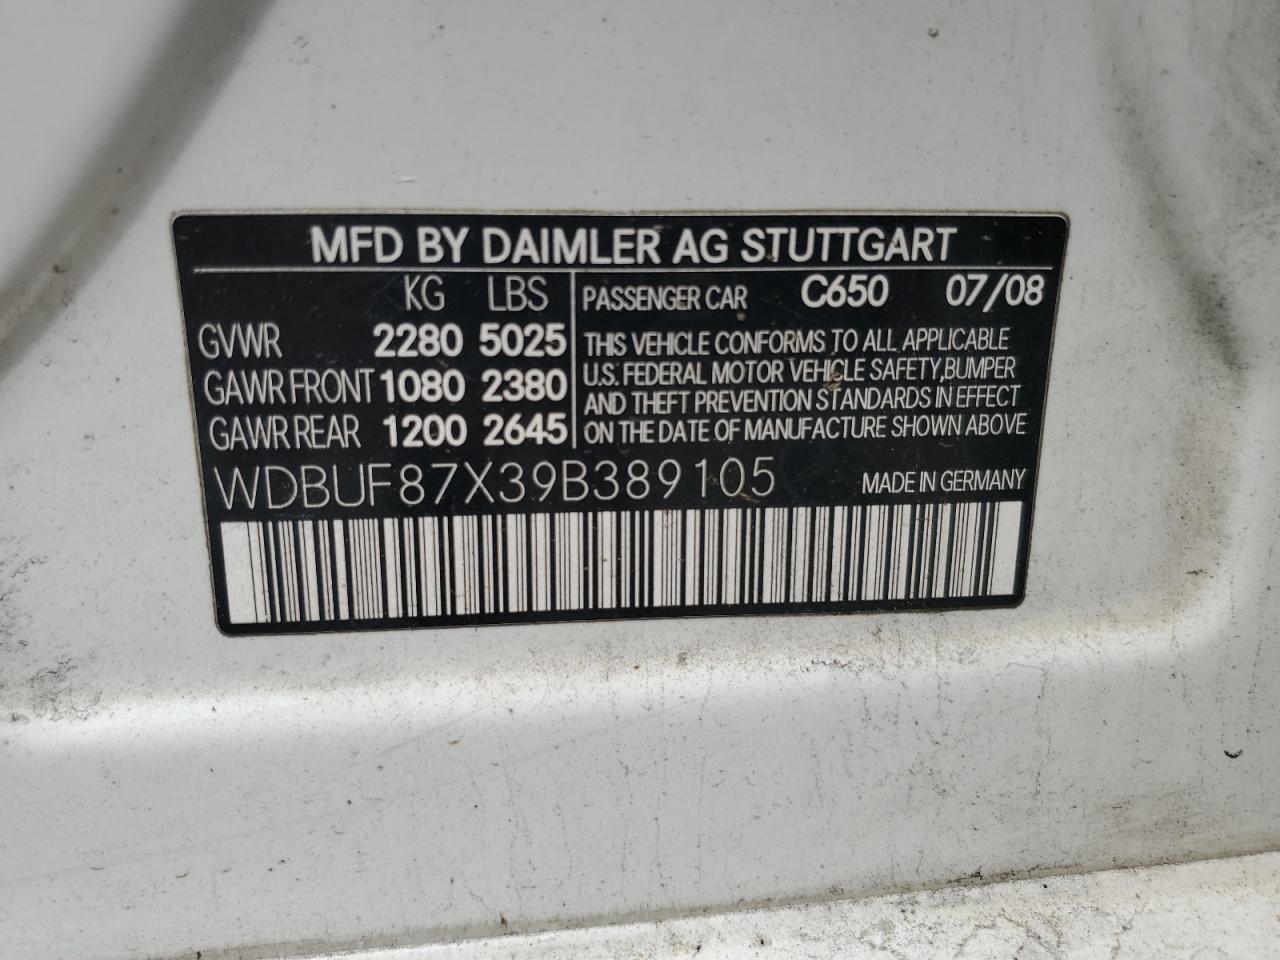 MFD BY DAIMLER AG STUTTGART
KG LBS
GVWR 2280 5025
GAWR FRONT 1080 2380
GAWR REAR 1200 2645
PASSENGER CAR C650 07/08
THIS VEHICLE CONFORMS TO ALL APPLICABLE
U.S. FEDERAL MOTOR VEHICLE SAFETY,BUMPER
AND THEFT PREVENTION STANDARDS IN EFFECT
ON THE DATE OF MANUFACTURE SHOWN ABOVE
WDBUF87X39B389105 MADE IN GERMANY